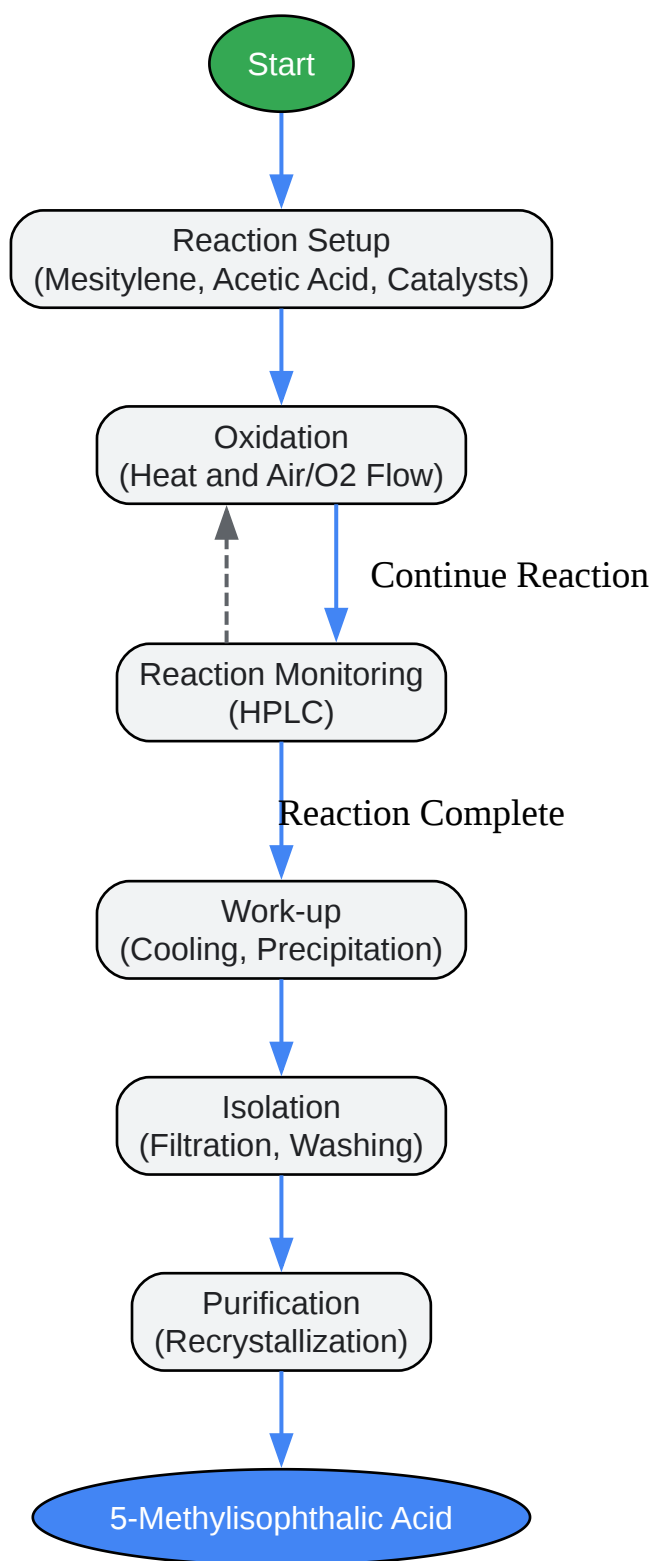 Start
Reaction Setup
(Mesitylene, Acetic Acid, Catalysts)
Oxidation
(Heat and Air/O2 Flow)
Continue Reaction
Reaction Monitoring
(HPLC)
Reaction Complete
Work-up
(Cooling, Precipitation)
Isolation
(Filtration, Washing)
Purification
(Recrystallization)
5-Methylisophthalic Acid